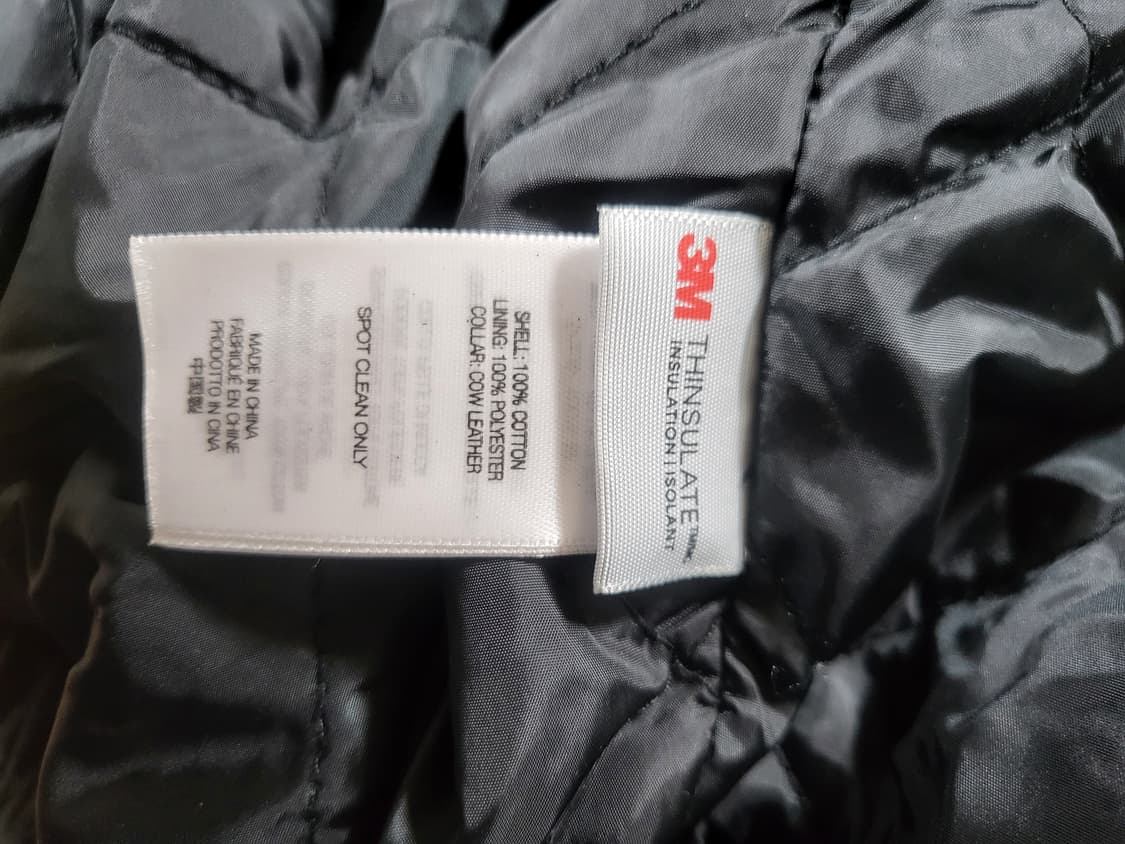 3M THINSULATE™
INSULATION | ISOLANT
SHELL: 100% COTTON
LINING: 100% POLYESTER
COLLAR: COW LEATHER
SPOT CLEAN ONLY
MADE IN CHINA
FABRIQUÉ EN CHINE
PRODOTTO IN CINA
中国製